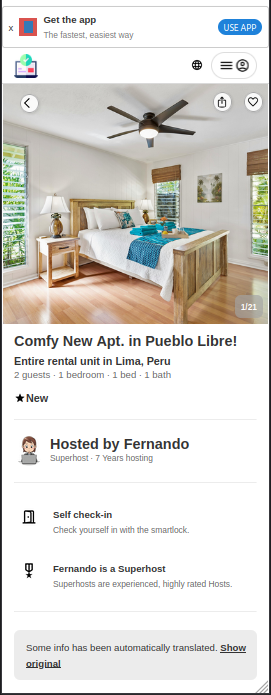 x
Get the app
The fastest, easiest way
USE APP
1/21
Comfy New Apt. in Pueblo Libre!
Entire rental unit in Lima, Peru
2 guests · 1 bedroom · 1 bed · 1 bath
★New
Hosted by Fernando
Superhost · 7 Years hosting
Self check-in
Check yourself in with the smartlock.
Fernando is a Superhost
Superhosts are experienced, highly rated Hosts.
Some info has been automatically translated. Show
original